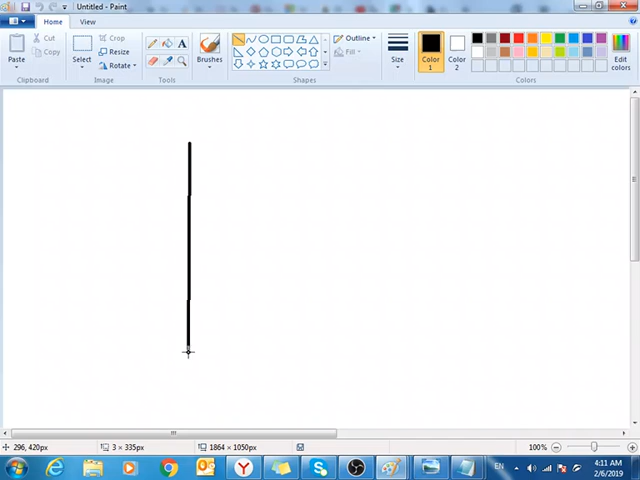 Untitled - Paint
Home View
Paste
Cut
Copy
Clipboard
Select
Crop
Resize
Rotate
Image
A
Tools
Brushes
Outline
Fill
Shapes
Size
Color 1
Color 2
Edit colors
Colors
296, 420px
3 × 335px
1864 × 1050px
100%
EN
4:11 AM
2/6/2019